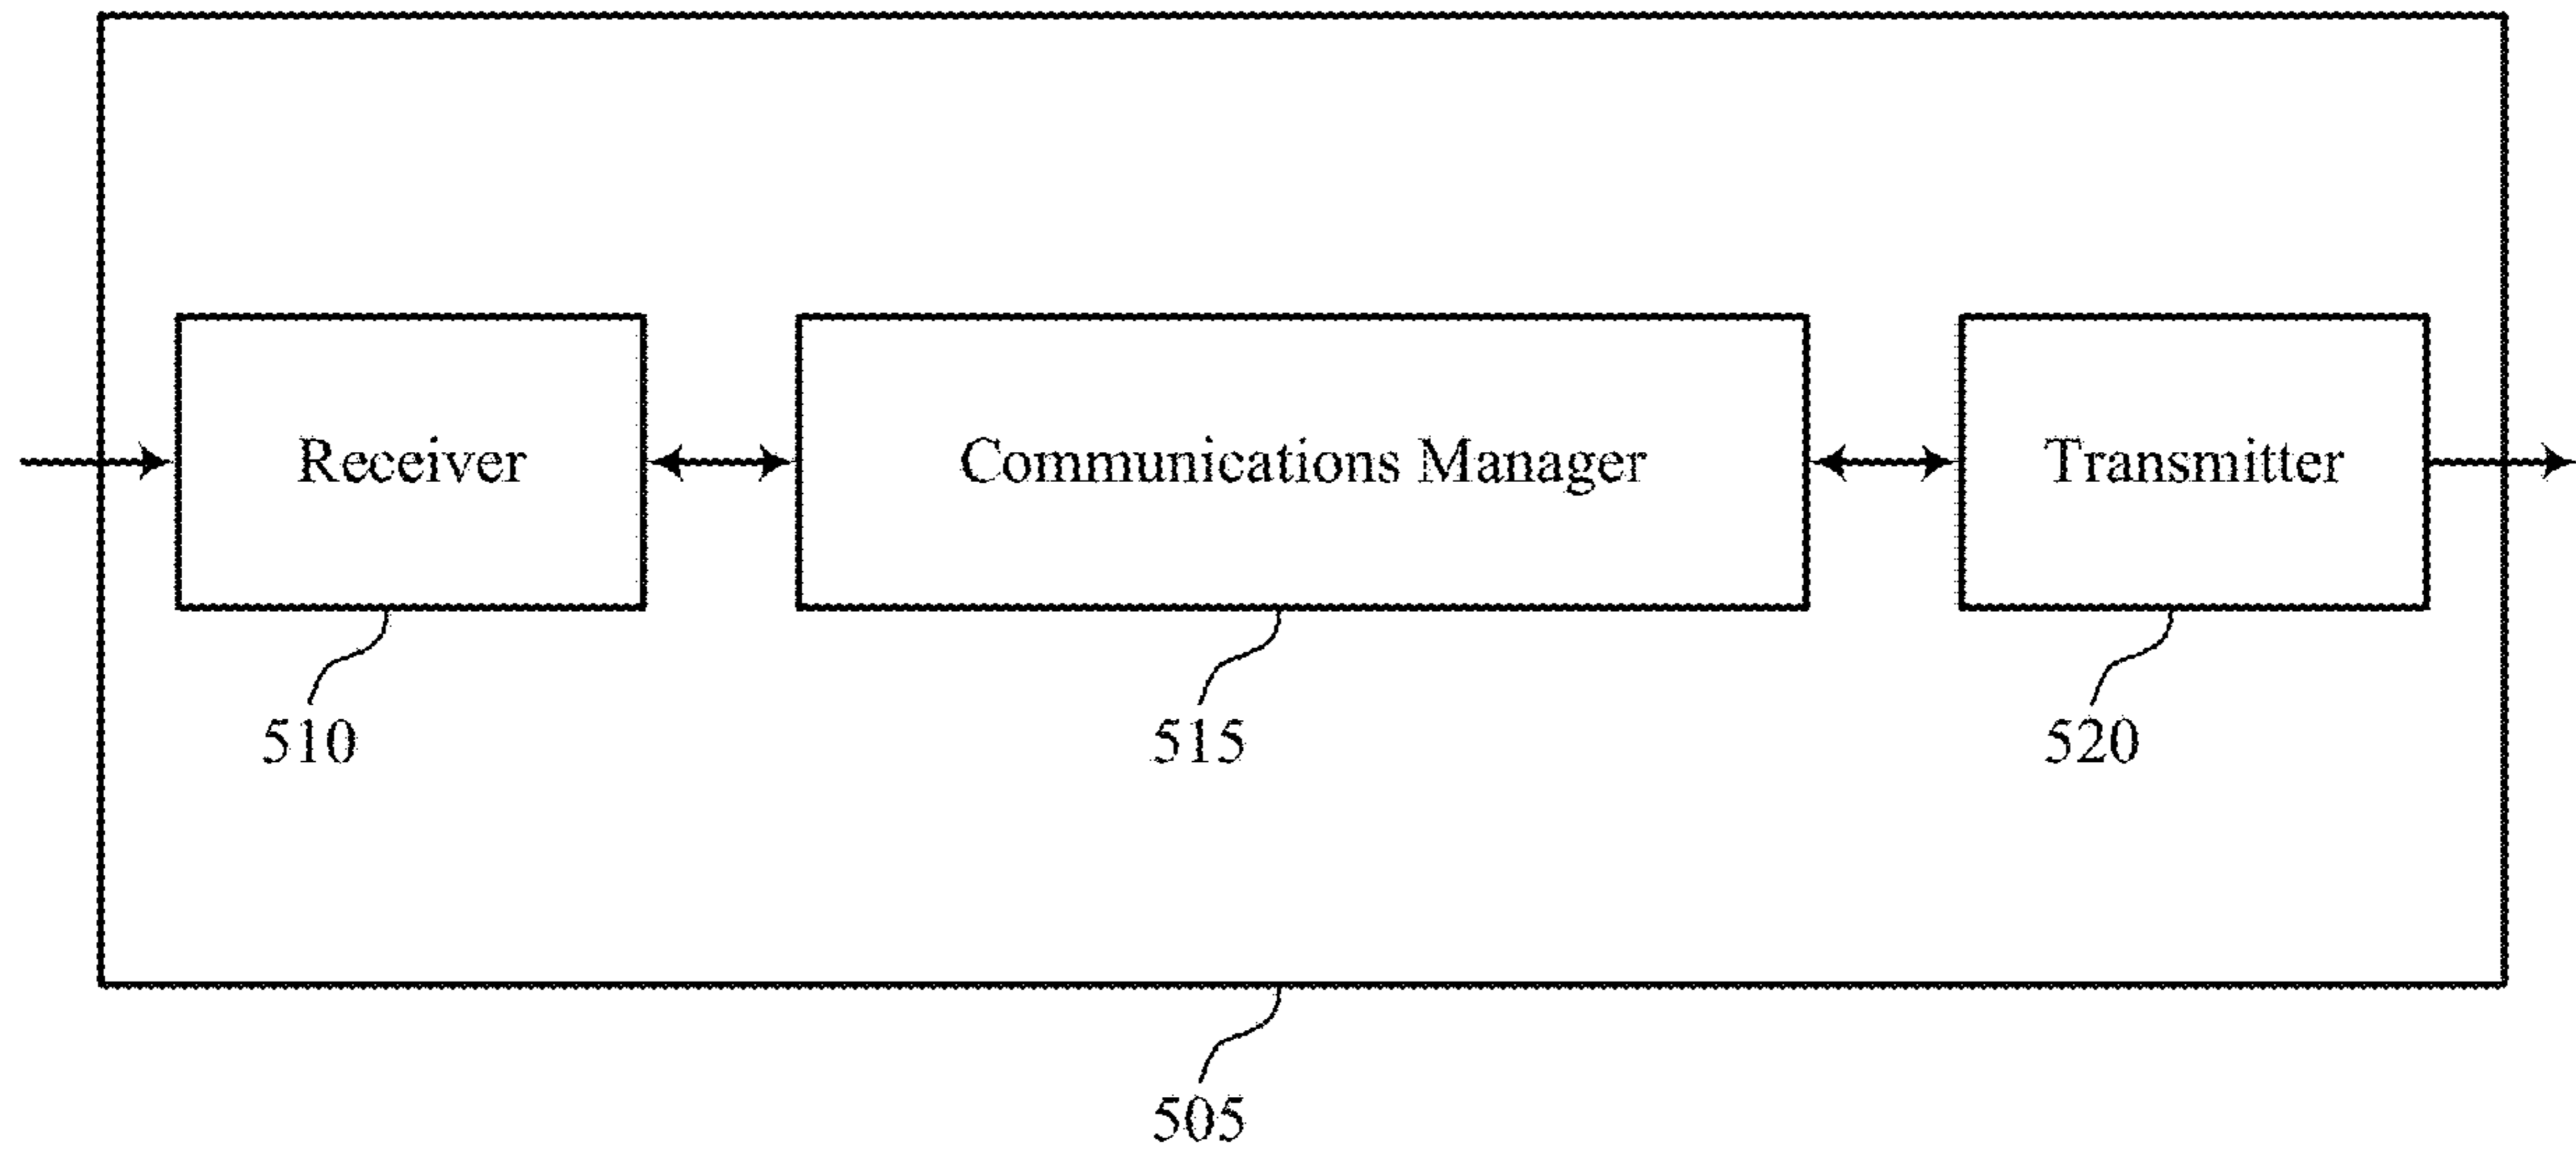 Receiver
Communications Manager
Transmitter
510
515
520
505